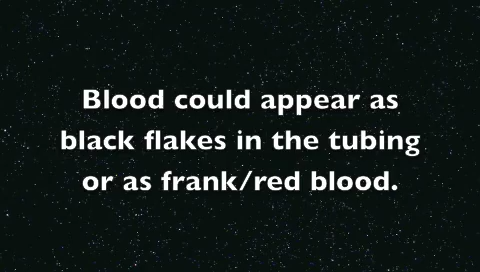 Blood could appear as
black flakes in the tubing
or as frank/red blood.